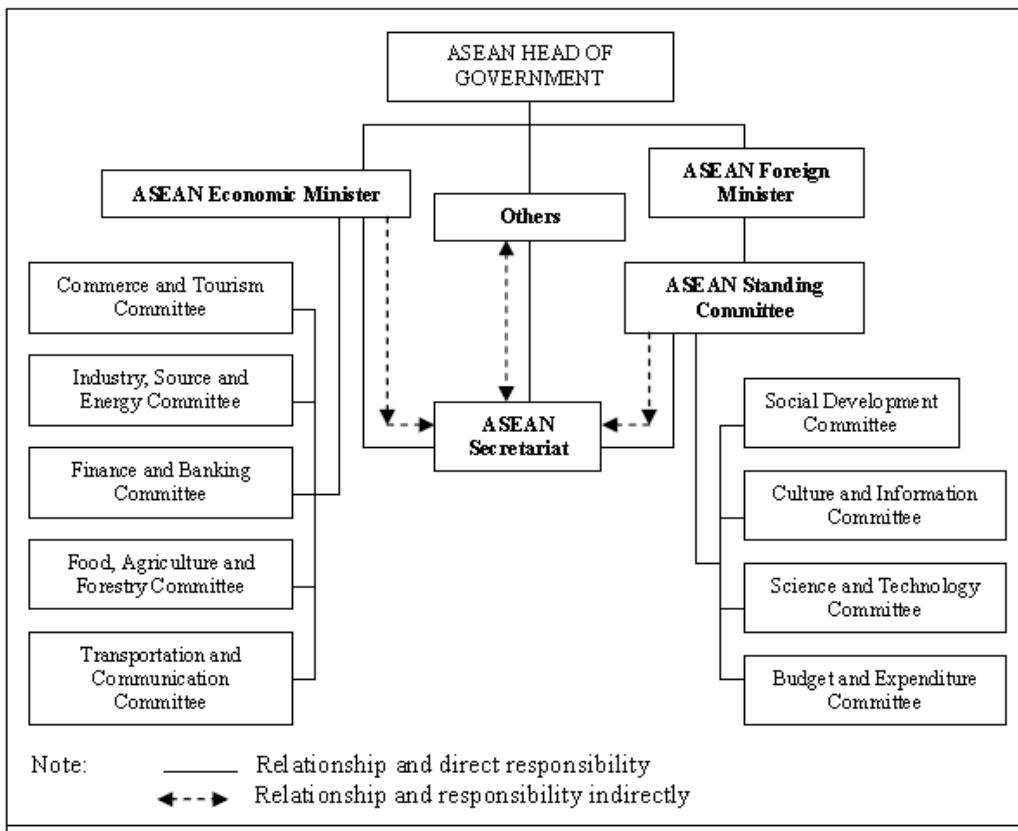 ASEAN HEAD OF
GOVERNMENT
ASEAN Economic Minister
Others
ASEAN Foreign
Minister
ASEAN Standing
Committee
ASEAN
Secretariat
Commerce and Tourism
Committee
Industry, Source and
Energy Committee
Finance and Banking
Committee
Food, Agriculture and
Forestry Committee
Transportation and
Communication
Committee
Social Development
Committee
Culture and Information
Committee
Science and Technology
Committee
Budget and Expenditure
Committee
Note: Relationship and direct responsibility
Relationship and responsibility indirectly